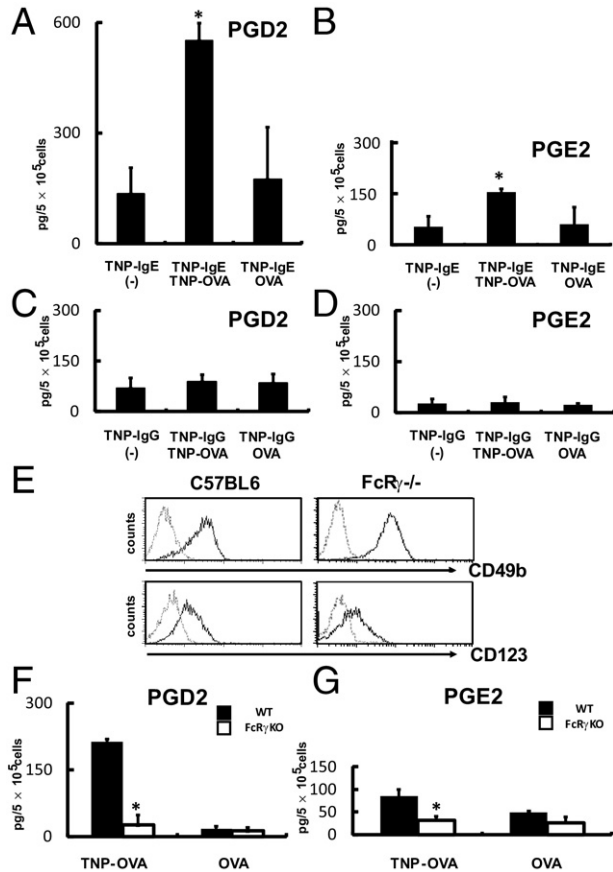 A
PGD2
600
300
0
pg/5 × 10⁵cells
*
TNP-IgE (-)
TNP-IgE TNP-OVA
TNP-IgE OVA
B
PGE2
300
150
0
pg/5 × 10⁵cells
*
TNP-IgE (-)
TNP-IgE TNP-OVA
TNP-IgE OVA
C
PGD2
300
150
0
pg/5 × 10⁵cells
TNP-IgG (-)
TNP-IgG TNP-OVA
TNP-IgG OVA
D
PGE2
300
150
0
pg/5 × 10⁵cells
TNP-IgG (-)
TNP-IgG TNP-OVA
TNP-IgG OVA
E
C57BL6
FcRγ-/-
counts
CD49b
counts
CD123
F
PGD2
WT
FcRγKO
300
150
0
pg/5 × 10⁵cells
*
TNP-OVA
OVA
G
PGE2
WT
FcRγKO
150
100
50
0
pg/5 × 10⁵cells
*
TNP-OVA
OVA